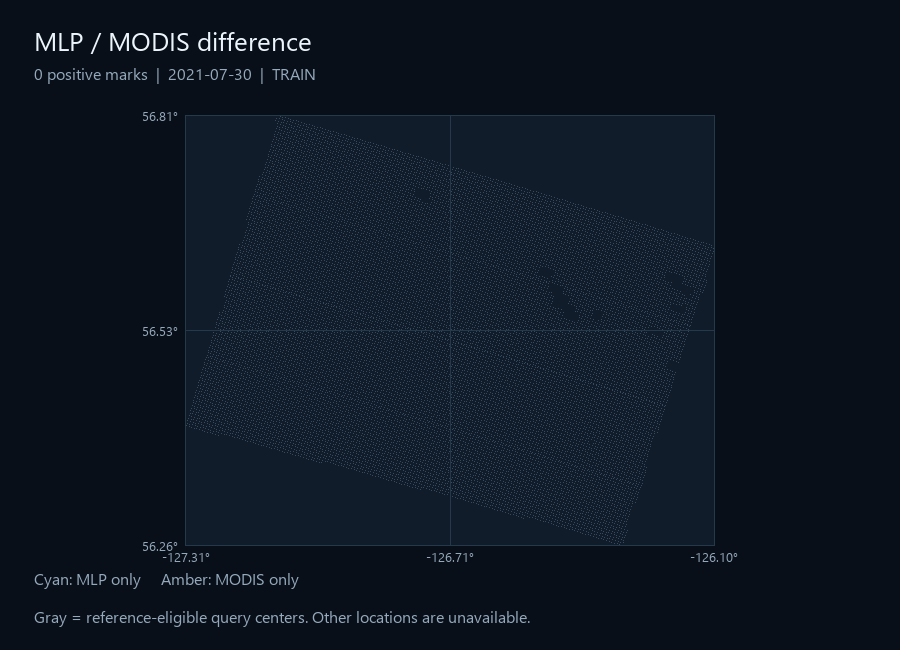 MLP / MODIS difference
0 positive marks | 2021-07-30 | TRAIN
56.81°
56.53°
56.26°
-127.31° -126.71° -126.10°
Cyan: MLP only Amber: MODIS only
Gray = reference-eligible query centers. Other locations are unavailable.